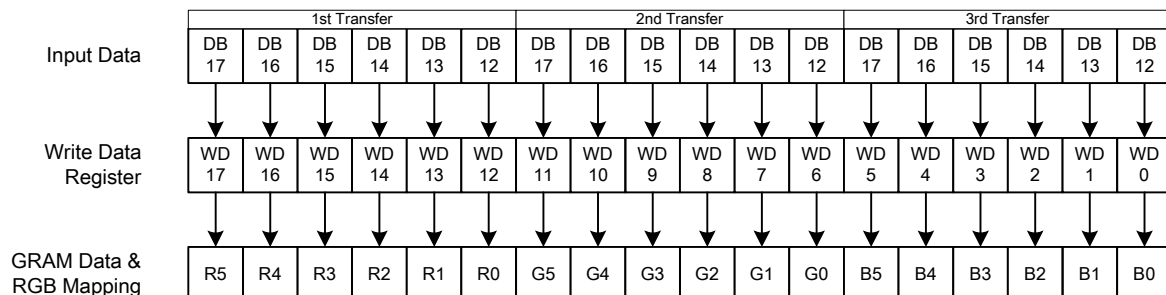 1st Transfer 2nd Transfer 3rd Transfer
Input Data
DB 17 DB 16 DB 15 DB 14 DB 13 DB 12 DB 17 DB 16 DB 15 DB 14 DB 13 DB 12 DB 17 DB 16 DB 15 DB 14 DB 13 DB 12
Write Data
Register
WD 17 WD 16 WD 15 WD 14 WD 13 WD 12 WD 11 WD 10 WD 9 WD 8 WD 7 WD 6 WD 5 WD 4 WD 3 WD 2 WD 1 WD 0
GRAM Data &
RGB Mapping
R5 R4 R3 R2 R1 R0 G5 G4 G3 G2 G1 G0 B5 B4 B3 B2 B1 B0